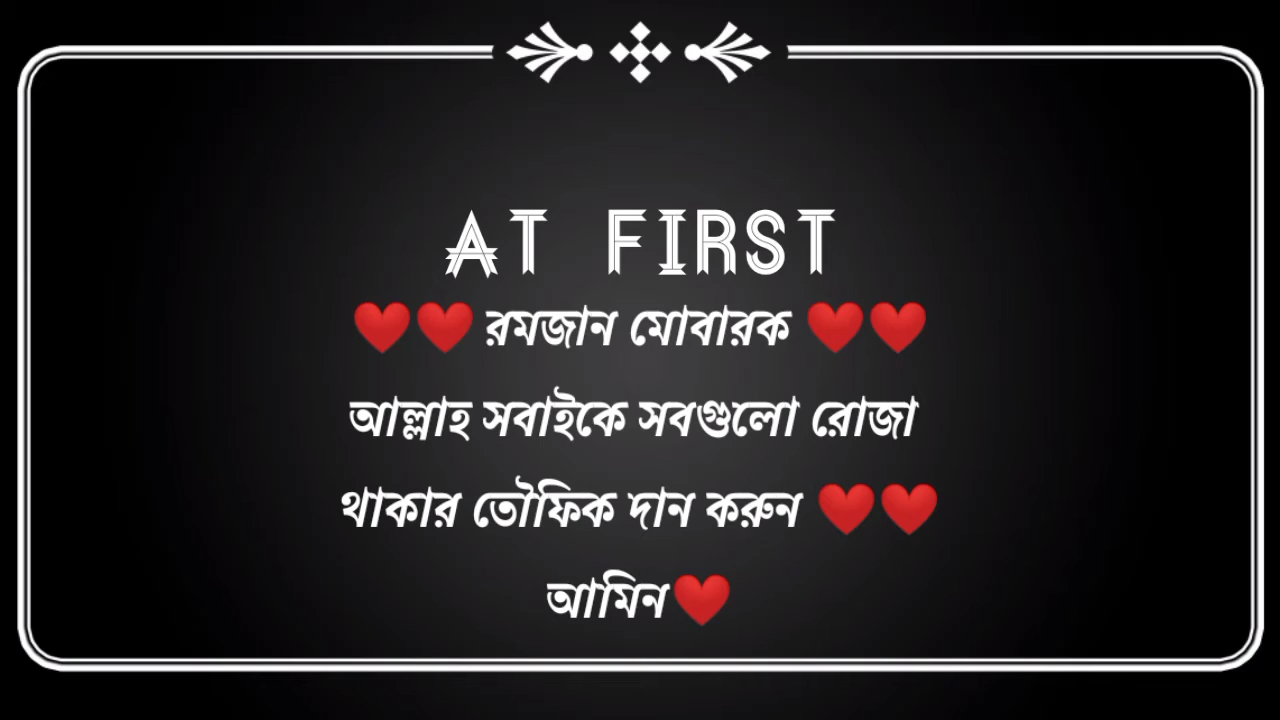 AT FIRST
❤️❤️ রমজান মোবারক ❤️❤️
আল্লাহ সবাইকে সবগুলো রোজা
থাকার তৌফিক দান করুন ❤️❤️
আমিন❤️